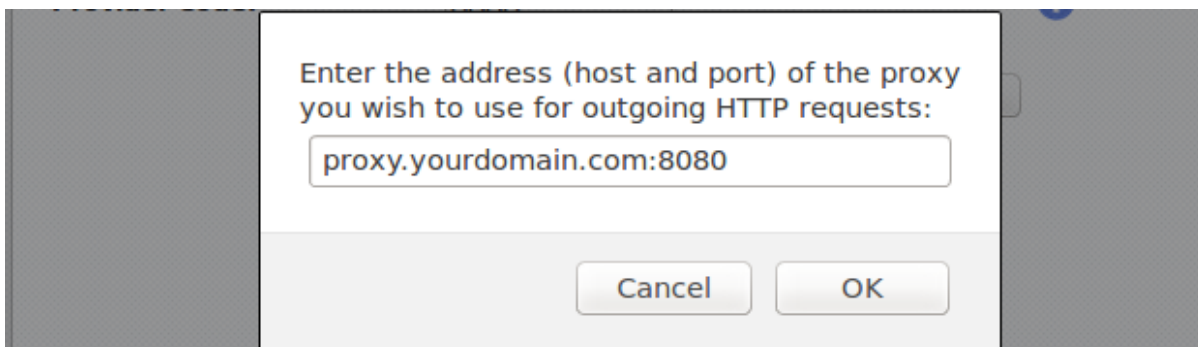 Enter the address (host and port) of the proxy
you wish to use for outgoing HTTP requests:
proxy.yourdomain.com:8080
Cancel OK